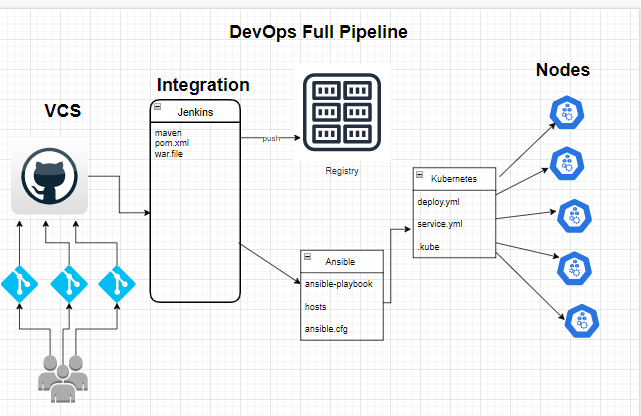 DevOps Full Pipeline
VCS
Integration
Nodes
Jenkins
maven
pom.xml
war.file
push
Registry
Ansible
ansible-playbook
hosts
ansible.cfg
Kubernetes
deploy.yml
service.yml
.kube